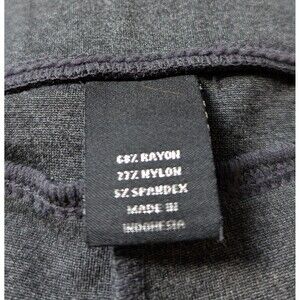 68% RAYON
27% NYLON
5% SPANDEX
MADE IN
INDONESIA